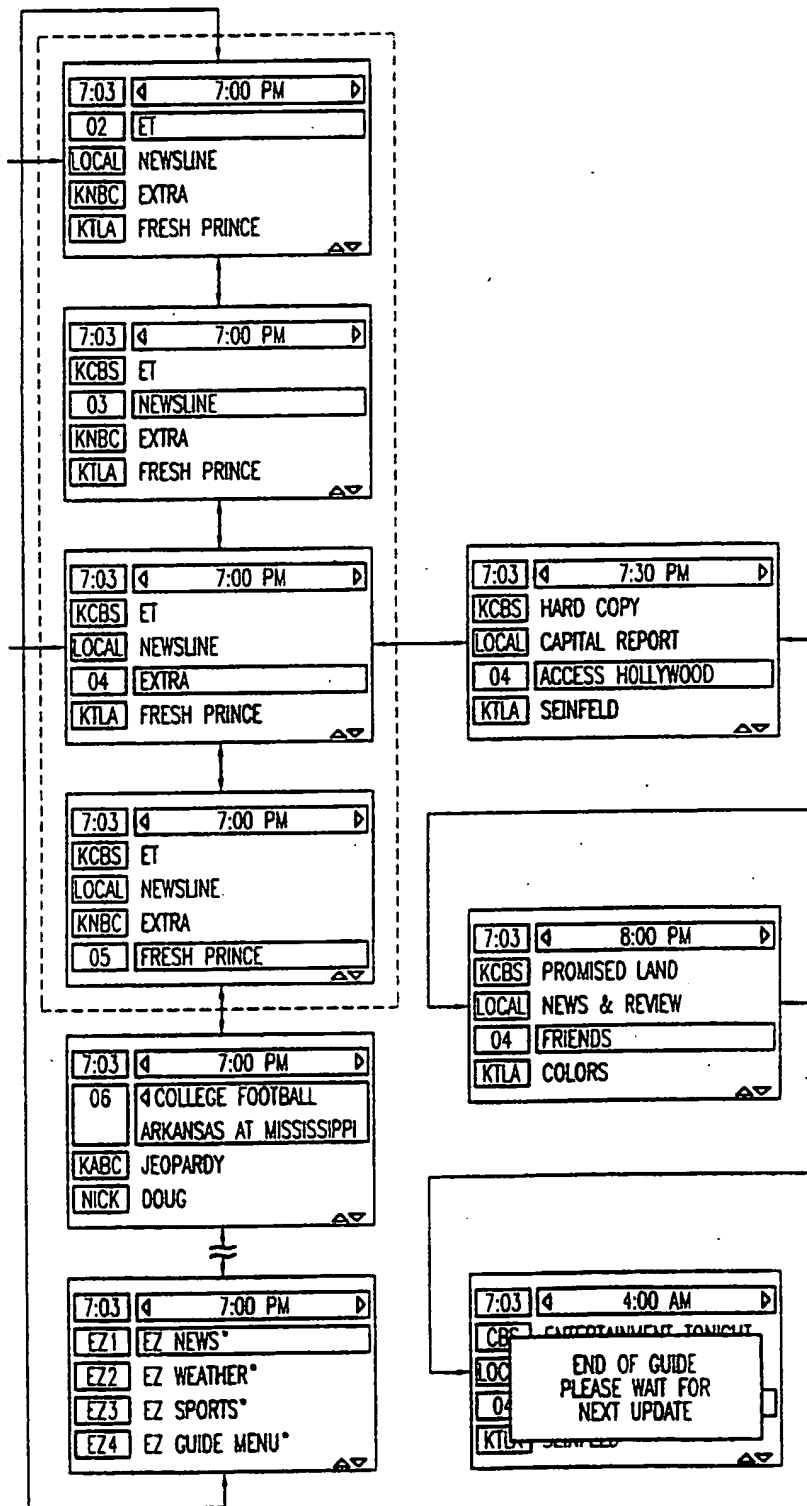 7:03 7:00 PM
02 ET
LOCAL NEWSLINE
KNBC EXTRA
KTLA FRESH PRINCE
7:03 7:00 PM
KCBS ET
03 NEWSLINE
KNBC EXTRA
KTLA FRESH PRINCE
7:03 7:00 PM
KCBS ET
LOCAL NEWSLINE
04 EXTRA
KTLA FRESH PRINCE
7:03 7:00 PM
KCBS ET
LOCAL NEWSLINE
KNBC EXTRA
05 FRESH PRINCE
7:03 7:00 PM
06 COLLEGE FOOTBALL
ARKANSAS AT MISSISSIPPI
KABC JEOPARDY
NICK DOUG
7:03 7:00 PM
EZ1 EZ NEWS*
EZ2 EZ WEATHER*
EZ3 EZ SPORTS*
EZ4 EZ GUIDE MENU*
7:03 7:30 PM
KCBS HARD COPY
LOCAL CAPITAL REPORT
04 ACCESS HOLLYWOOD
KTLA SEINFELD
7:03 8:00 PM
KCBS PROMISED LAND
LOCAL NEWS & REVIEW
04 FRIENDS
KTLA COLORS
7:03 4:00 AM
CBS ENTERTAINMENT TONIGHT
END OF GUIDE
PLEASE WAIT FOR
NEXT UPDATE
04
SEINFELD